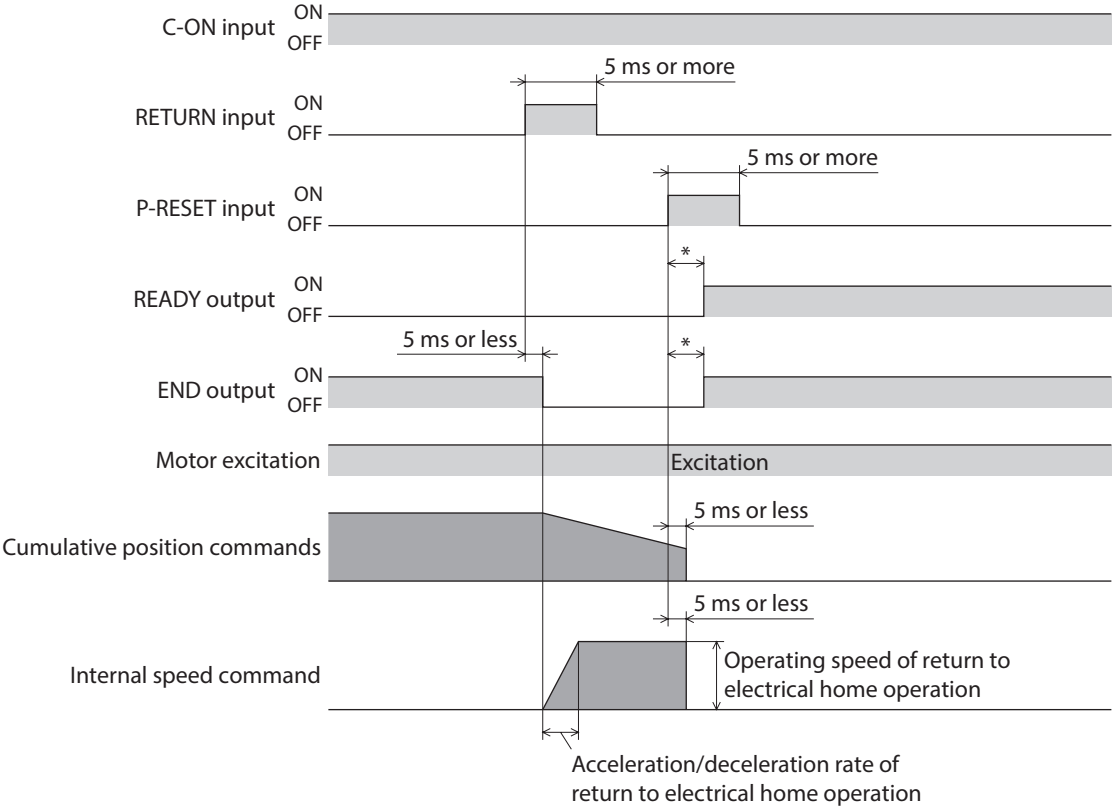 C-ON input
ON
OFF
5 ms or more
RETURN input
ON
OFF
5 ms or more
P-RESET input
ON
OFF
*
READY output
ON
OFF
5 ms or less
*
END output
ON
OFF
Motor excitation
Excitation
5 ms or less
Cumulative position commands
5 ms or less
Internal speed command
Operating speed of return to
electrical home operation
Acceleration/deceleration rate of
return to electrical home operation